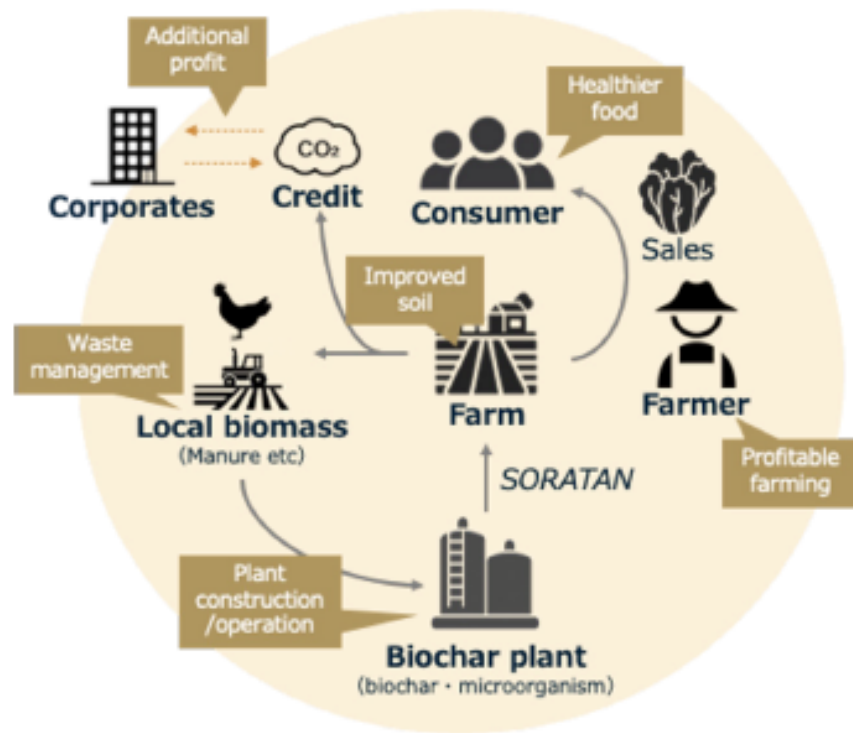 Additional
profit
Healthier
food
CO₂
Corporates
Credit
Consumer
Sales
Improved
soil
Waste
management
Local biomass
(Manure etc)
Farm
Farmer
SORATAN
Profitable
farming
Plant
construction
/operation
Biochar plant
(biochar・microorganism)